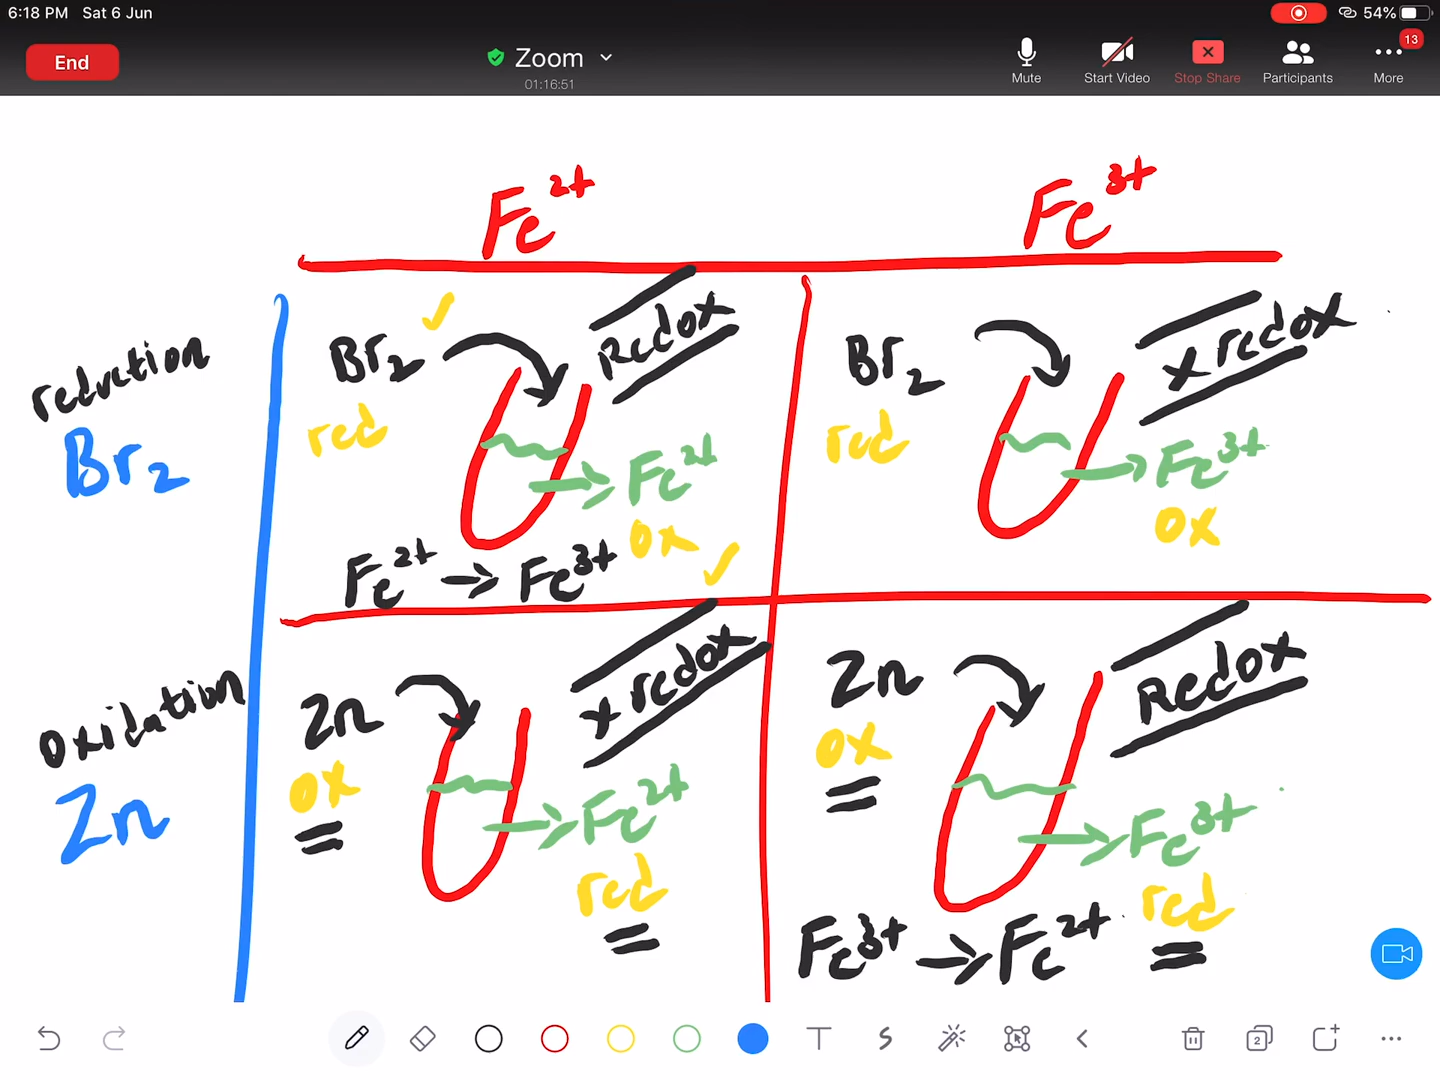 6:18 PM Sat 6 Jun
54%
End
Zoom
01:16:51
Mute
Start Video
Stop Share
Participants
13
More
Fe²⁺
Fe³⁺
reduction
Br₂
Br₂
red
Redox
Fe²⁺
ox
Fe²⁺ → Fe³⁺
Br₂
red
x redox
Fe³⁺
ox
oxidation
Zn
Zn
ox
x redox
Fe²⁺
red
Zn
ox
Redox
Fe³⁺
red
Fe³⁺ → Fe²⁺
T
2